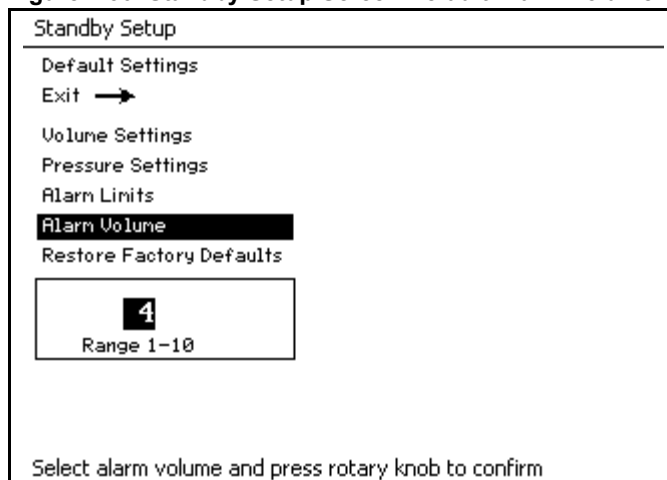 Standby Setup
Default Settings
Exit
Volume Settings
Pressure Settings
Alarm Limits
Alarm Volume
Restore Factory Defaults
4
Range 1-10
Select alarm volume and press rotary knob to confirm